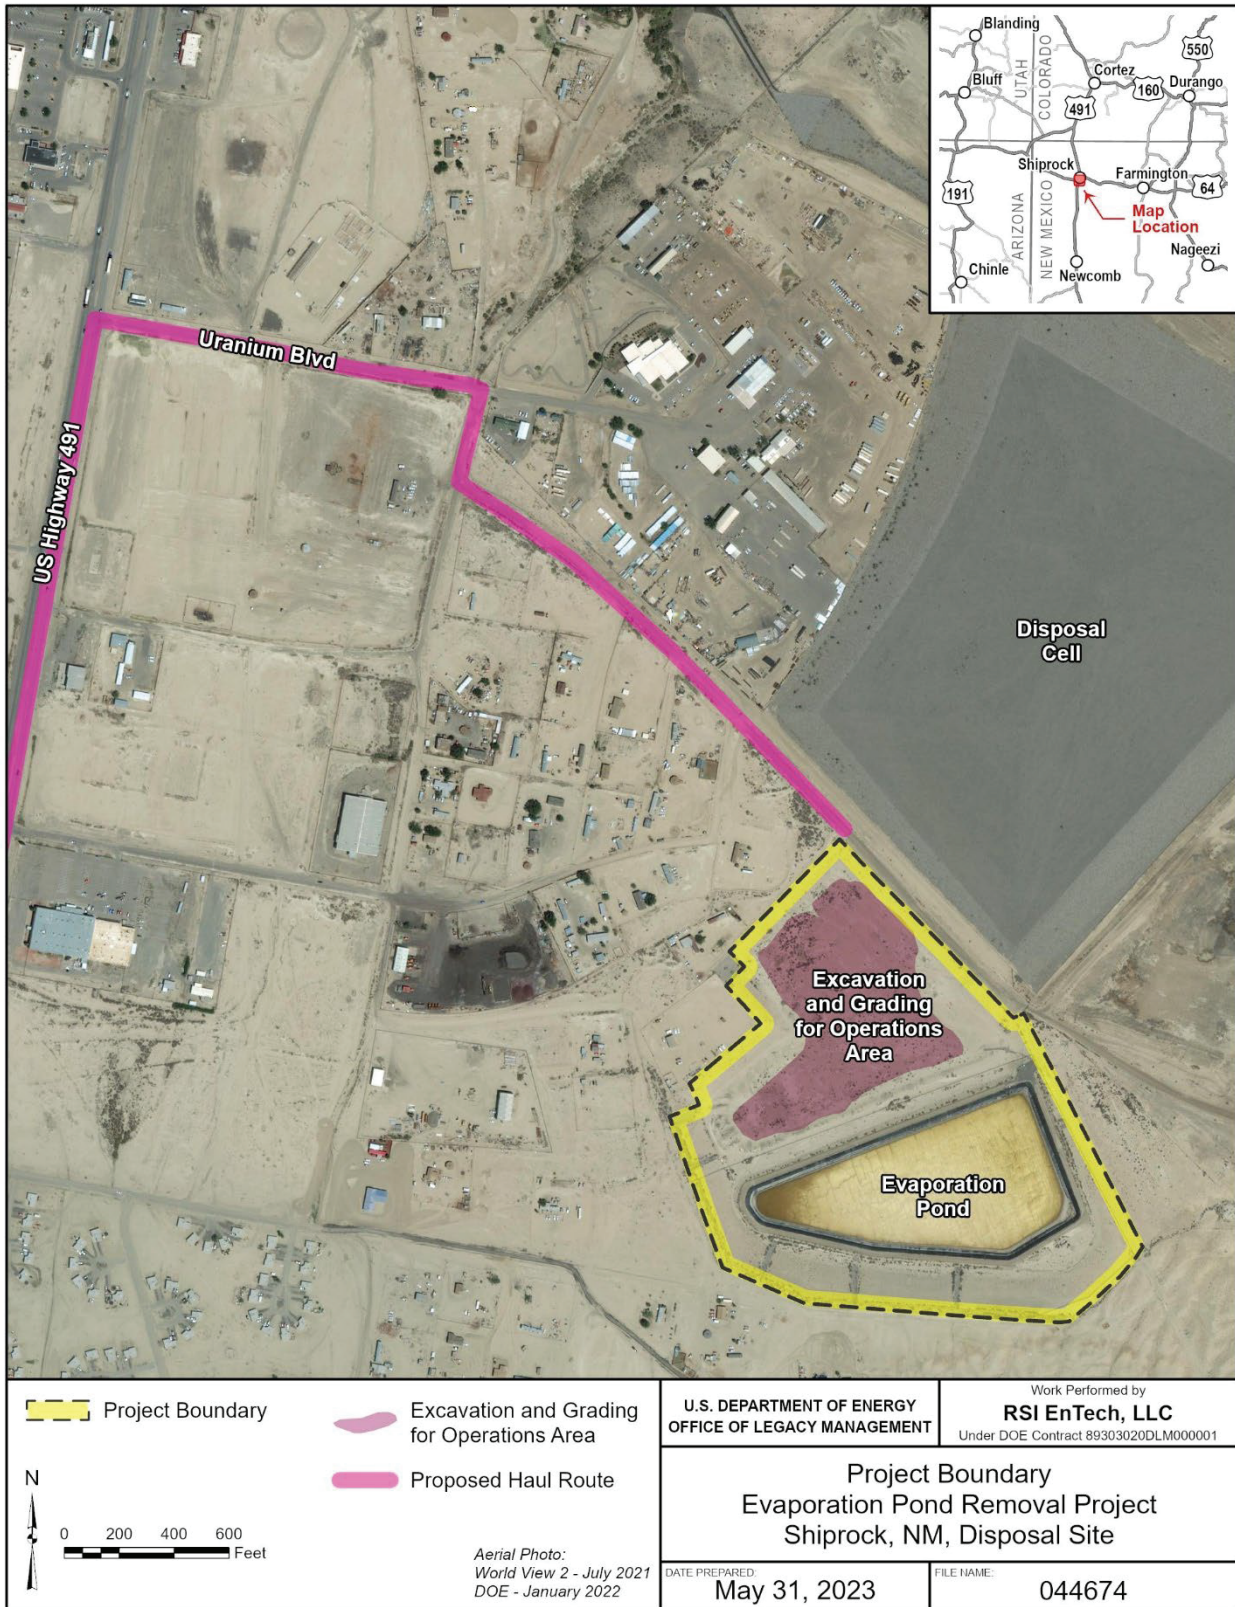 Blanding
UTAH
COLORADO
550
Bluff
Cortez
160
Durango
491
Shiprock
Farmington
191
64
Map
Location
ARIZONA
NEW MEXICO
Nageezi
Chinle
Newcomb
Uranium Blvd
US Highway 491
Disposal
Cell
Excavation
and Grading
for Operations
Area
Evaporation
Pond
Project Boundary
Excavation and Grading
for Operations Area
Proposed Haul Route
N
0 200 400 600
Feet
Aerial Photo:
World View 2 - July 2021
DOE - January 2022
U.S. DEPARTMENT OF ENERGY
OFFICE OF LEGACY MANAGEMENT
Work Performed by
RSI EnTech, LLC
Under DOE Contract 89303020DLM000001
Project Boundary
Evaporation Pond Removal Project
Shiprock, NM, Disposal Site
DATE PREPARED:
May 31, 2023
FILE NAME:
044674